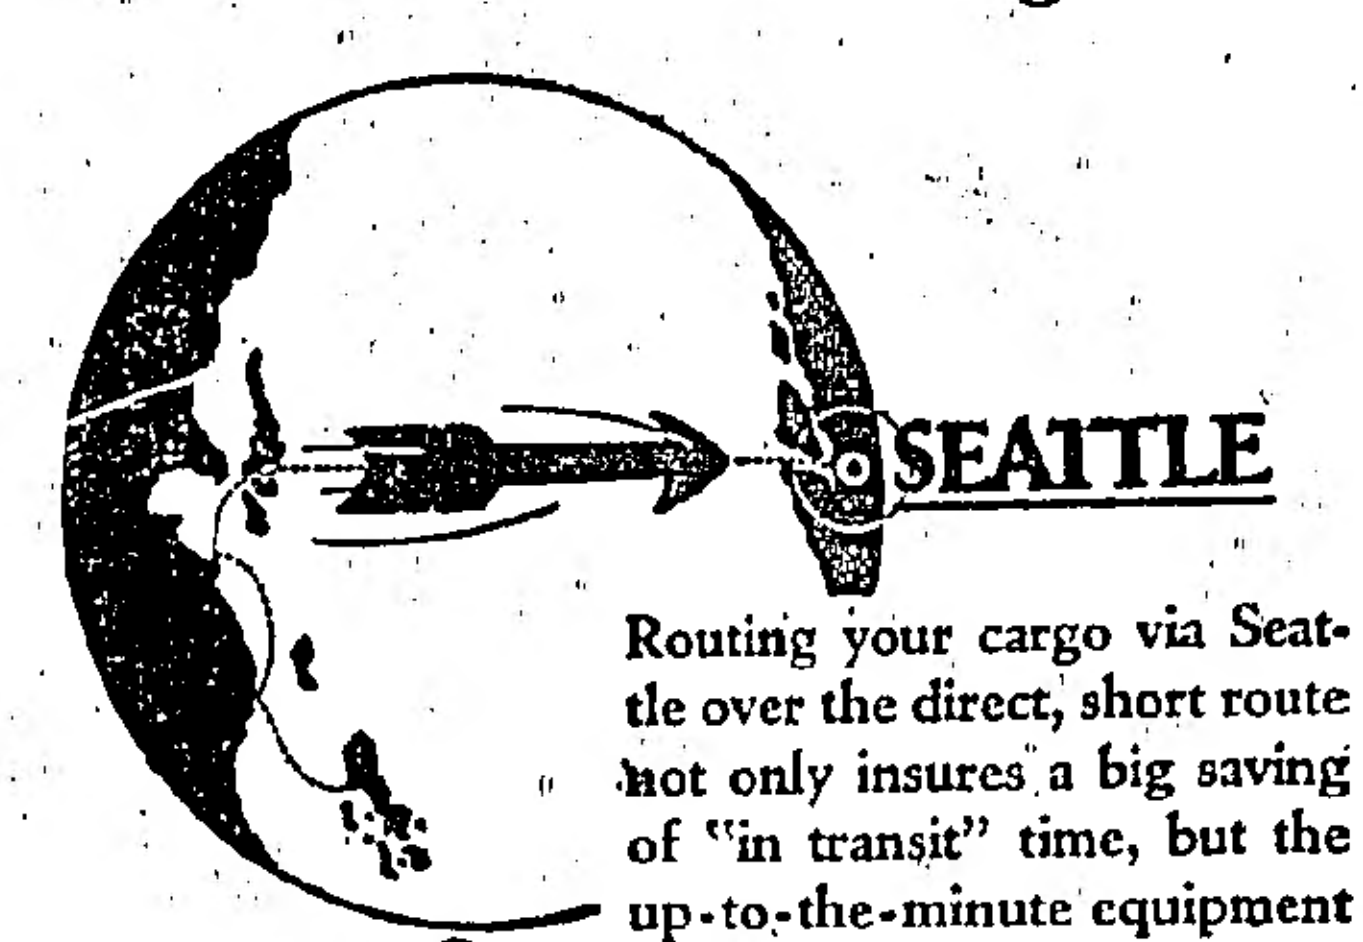 SEATTLE
Routing your cargo via Seat-
tle over the direct, short route
not only insures a big saving
of "in transit" time, but the
up-to-the-minute equipment